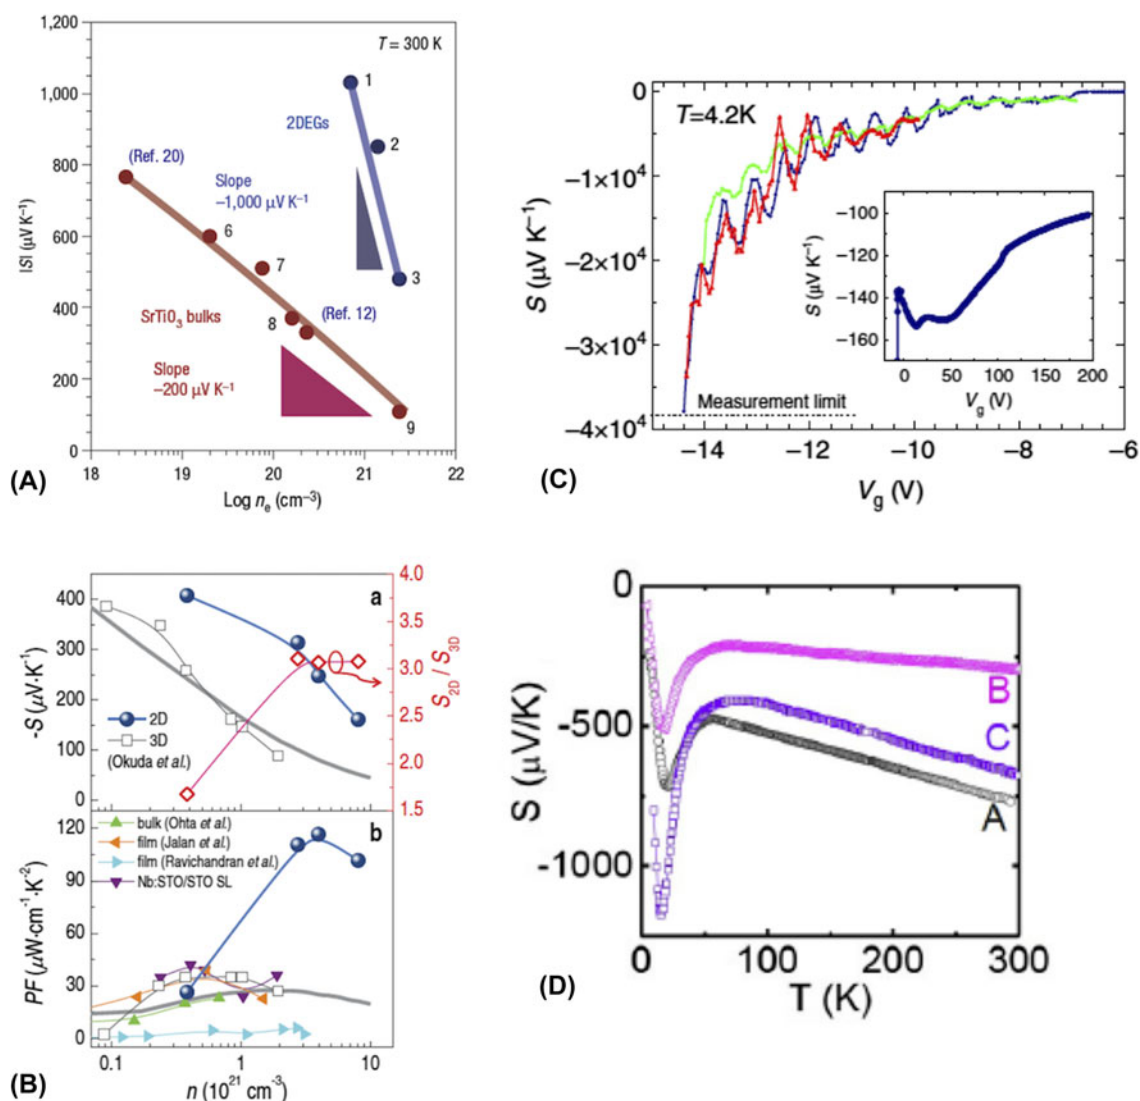 1,200
1,000
800
600
400
200
0
|S| (μV K⁻¹)
T = 300 K
1
2DEGs
2
(Ref. 20)
Slope
−1,000 μV K⁻¹
6
7
3
8
(Ref. 12)
SrTiO₃ bulks
Slope
−200 μV K⁻¹
9
18 19 20 21 22
Log nₑ (cm⁻³)
(A)
0
−1×10⁴
−2×10⁴
−3×10⁴
−4×10⁴
S (μV K⁻¹)
T=4.2K
−100
−120
−140
−160
S (μV K⁻¹)
0 50 100 150 200
V_g (V)
Measurement limit
−14 −12 −10 −8 −6
V_g (V)
(C)
400
300
200
100
0
-S (μV·K⁻¹)
a
4.0
3.5
3.0
2.5
2.0
1.5
S₂D / S₃D
2D
3D
(Okuda et al.)
120
90
60
30
0
PF (μW·cm⁻¹·K⁻²)
b
bulk (Ohta et al.)
film (Jalan et al.)
film (Ravichandran et al.)
Nb:STO/STO SL
0.1 1 10
n (10²¹ cm⁻³)
(B)
0
-500
-1000
S (μV/K)
B
C
A
0 100 200 300
T (K)
(D)